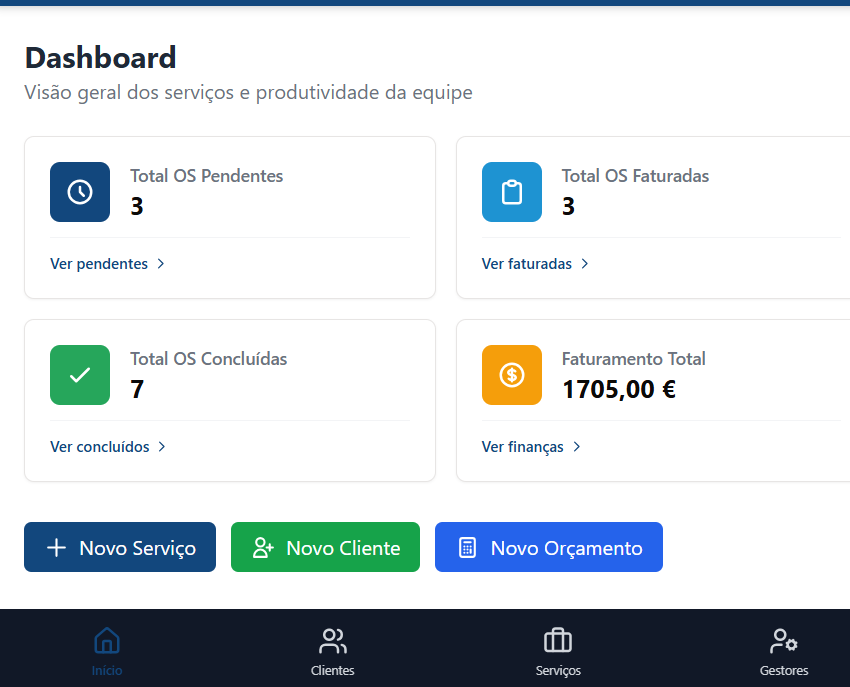 Dashboard
Visão geral dos serviços e produtividade da equipe
Total OS Pendentes
3
Ver pendentes
Total OS Faturadas
3
Ver faturadas
Total OS Concluídas
7
Ver concluídos
Faturamento Total
1705,00 €
Ver finanças
Novo Serviço
Novo Cliente
Novo Orçamento
Início
Clientes
Serviços
Gestores